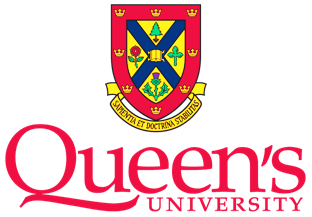 SAPIENTIA ET DOCTRINA STABILITAS
Queen's
UNIVERSITY